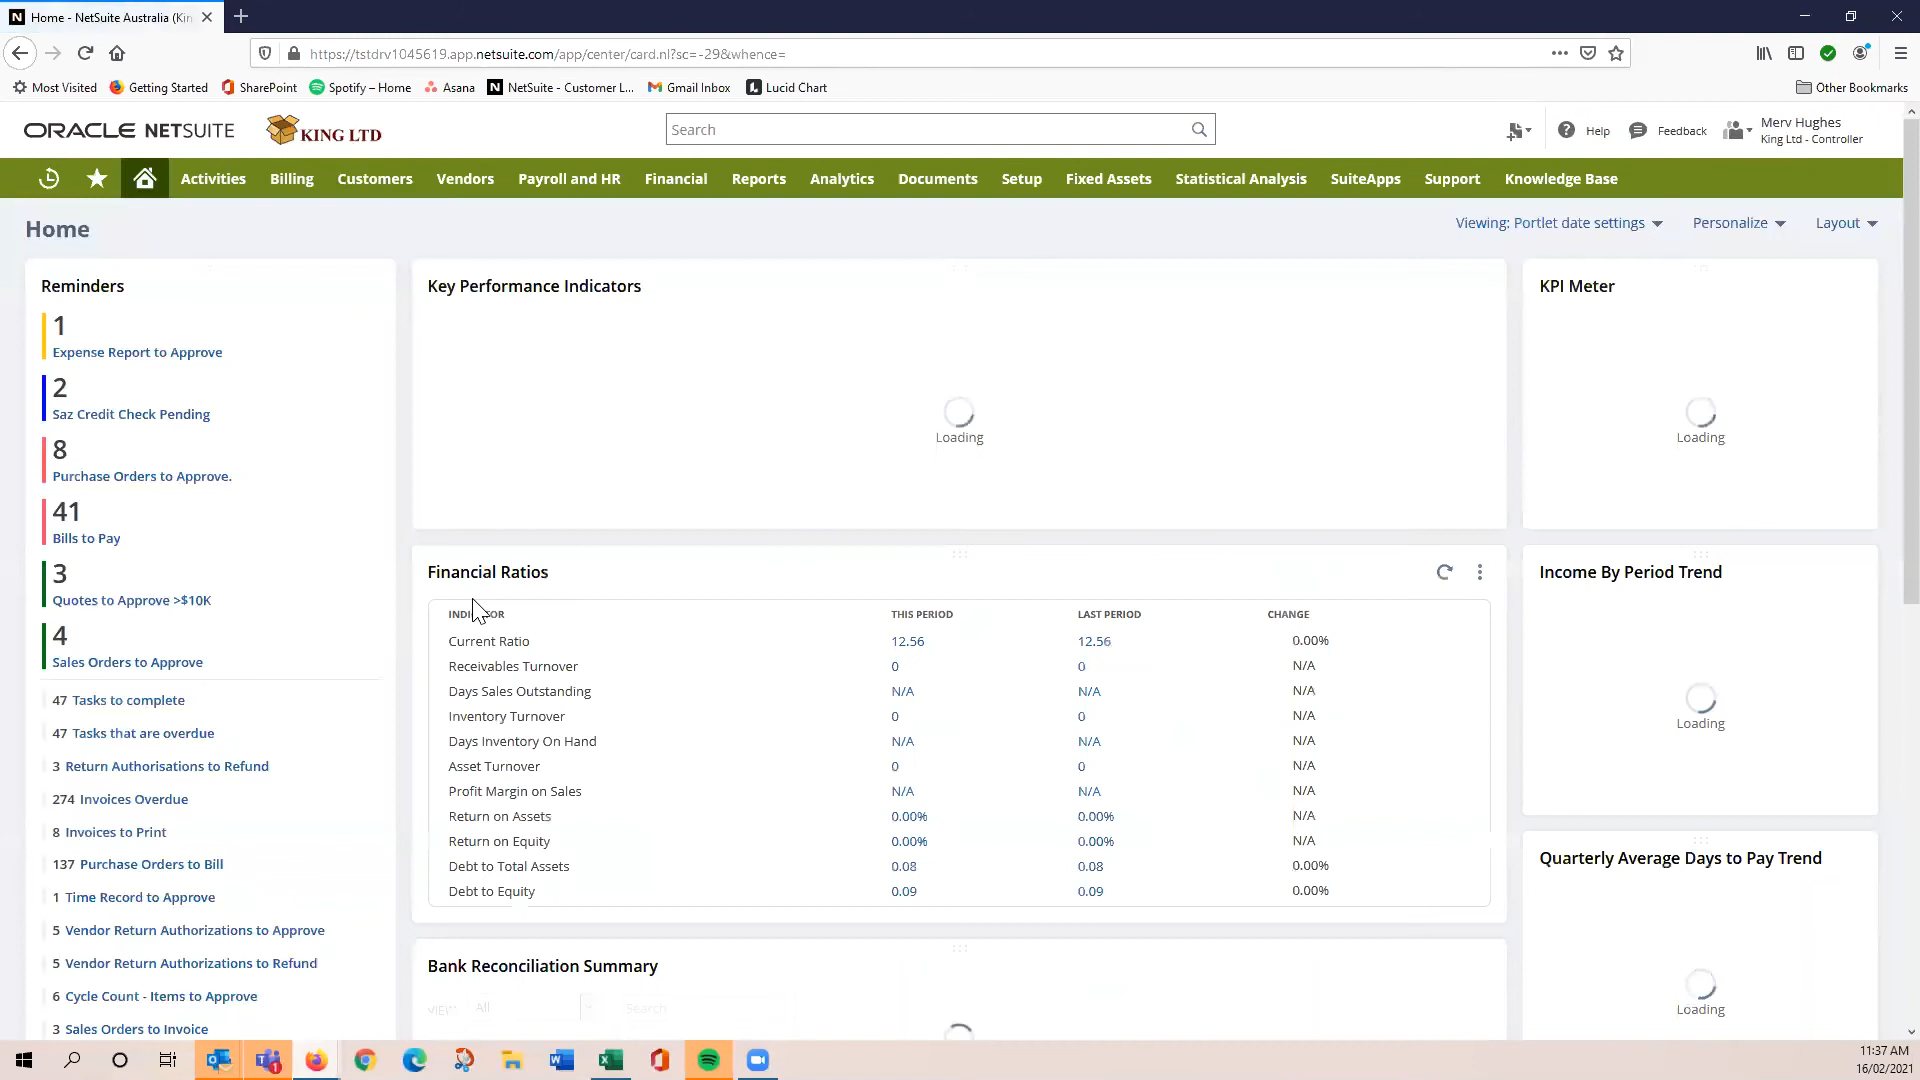 Home - NetSuite Australia (Kin
https://tstdrv1045619.app.netsuite.com/app/center/card.nl?sc=-29&whence=
Most Visited
Getting Started
SharePoint
Spotify – Home
Asana
NetSuite - Customer L...
Gmail Inbox
Lucid Chart
Other Bookmarks
ORACLE NETSUITE
KING LTD
Search
Help
Feedback
Merv Hughes
King Ltd - Controller
Activities
Billing
Customers
Vendors
Payroll and HR
Financial
Reports
Analytics
Documents
Setup
Fixed Assets
Statistical Analysis
SuiteApps
Support
Knowledge Base
Home
Viewing: Portlet date settings
Personalize
Layout
Reminders
1
Expense Report to Approve
2
Saz Credit Check Pending
8
Purchase Orders to Approve.
41
Bills to Pay
3
Quotes to Approve >$10K
4
Sales Orders to Approve
47 Tasks to complete
47 Tasks that are overdue
3 Return Authorisations to Refund
274 Invoices Overdue
8 Invoices to Print
137 Purchase Orders to Bill
1 Time Record to Approve
5 Vendor Return Authorizations to Approve
5 Vendor Return Authorizations to Refund
6 Cycle Count - Items to Approve
3 Sales Orders to Invoice
Key Performance Indicators
Loading
Financial Ratios
INDICATOR THIS PERIOD LAST PERIOD CHANGE
Current Ratio 12.56 12.56 0.00%
Receivables Turnover 0 0 N/A
Days Sales Outstanding N/A N/A N/A
Inventory Turnover 0 0 N/A
Days Inventory On Hand N/A N/A N/A
Asset Turnover 0 0 N/A
Profit Margin on Sales N/A N/A N/A
Return on Assets 0.00% 0.00% N/A
Return on Equity 0.00% 0.00% N/A
Debt to Total Assets 0.08 0.08 0.00%
Debt to Equity 0.09 0.09 0.00%
Bank Reconciliation Summary
VIEW All Search
KPI Meter
Loading
Income By Period Trend
Loading
Quarterly Average Days to Pay Trend
Loading
11:37 AM
16/02/2021